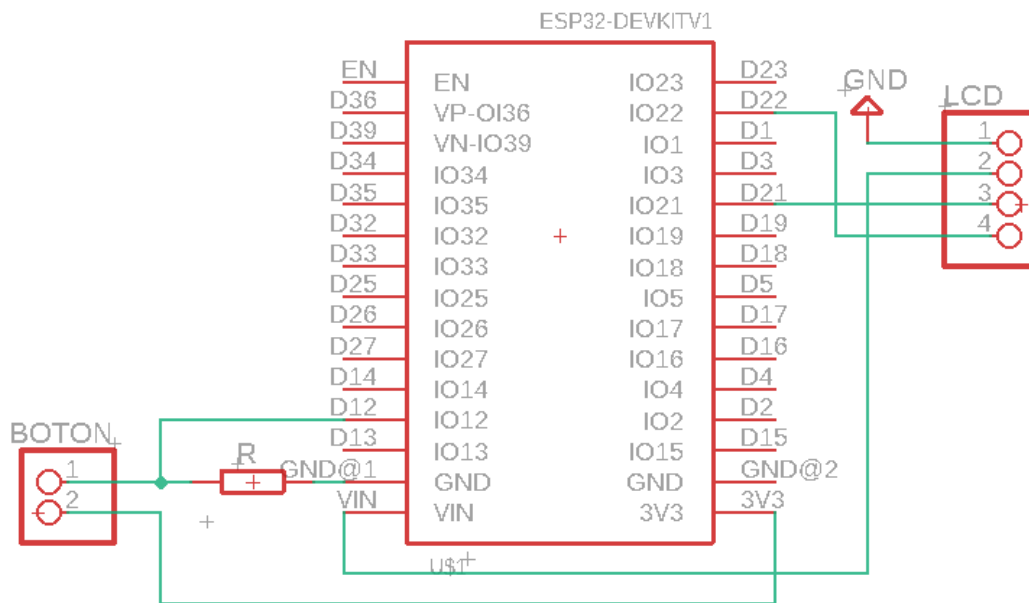 ESP32-DEVKITV1
EN EN IO23 D23
D36 VP-OI36 IO22 D22
D39 VN-IO39 IO1 D1
D34 IO34 IO3 D3
D35 IO35 IO21 D21
D32 IO32 IO19 D19
D33 IO33 IO18 D18
D25 IO25 IO5 D5
D26 IO26 IO17 D17
D27 IO27 IO16 D16
D14 IO14 IO4 D4
D12 IO12 IO2 D2
D13 IO13 IO15 D15
GND@1 GND GND GND@2
VIN VIN 3V3 3V3
U$1
GND
LCD
1
2
3
4
BOTON
1
2
R